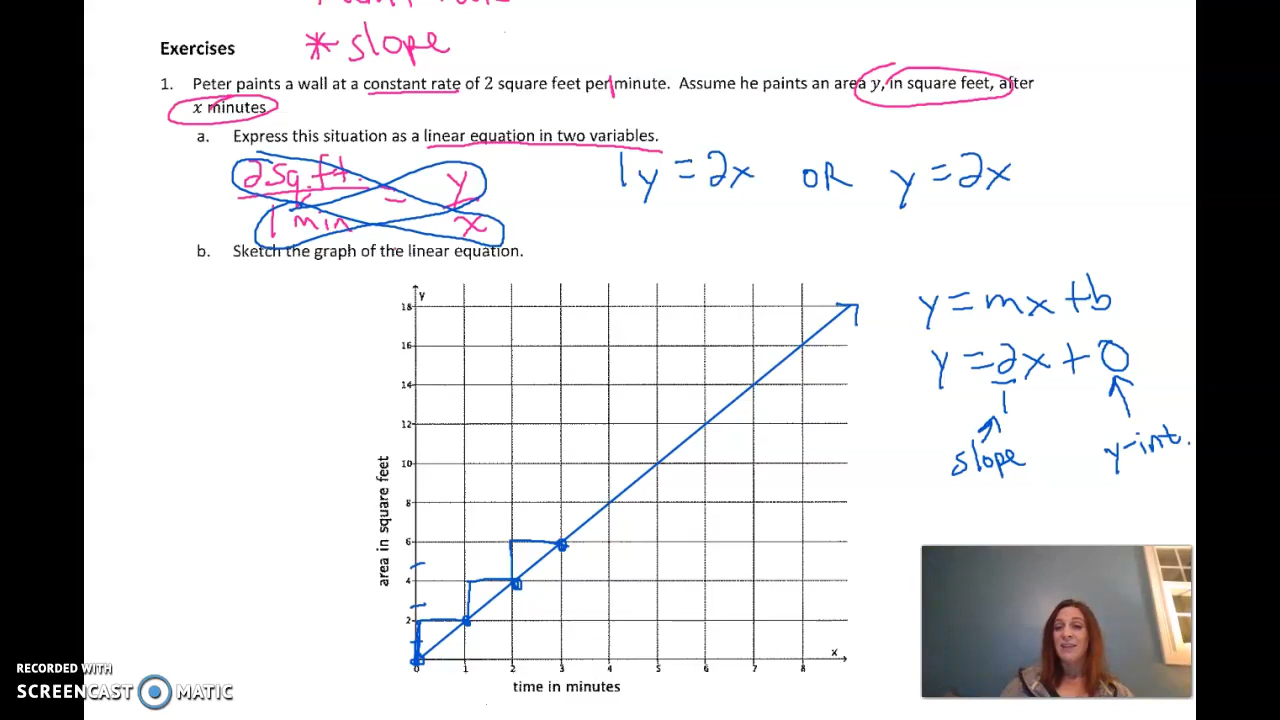 * slope
Exercises
1. Peter paints a wall at a constant rate of 2 square feet per minute. Assume he paints an area y, in square feet, after
x minutes.
a. Express this situation as a linear equation in two variables.
2 sq. ft. = y
1 min x
1y = 2x OR y = 2x
b. Sketch the graph of the linear equation.
y = mx + b
y = 2x + 0
1
slope
y-int.
y
18
16
14
12
10
8
6
4
2
0 1 2 3 4 5 6 7 8
x
area in square feet
time in minutes
RECORDED WITH
SCREENCAST MATIC